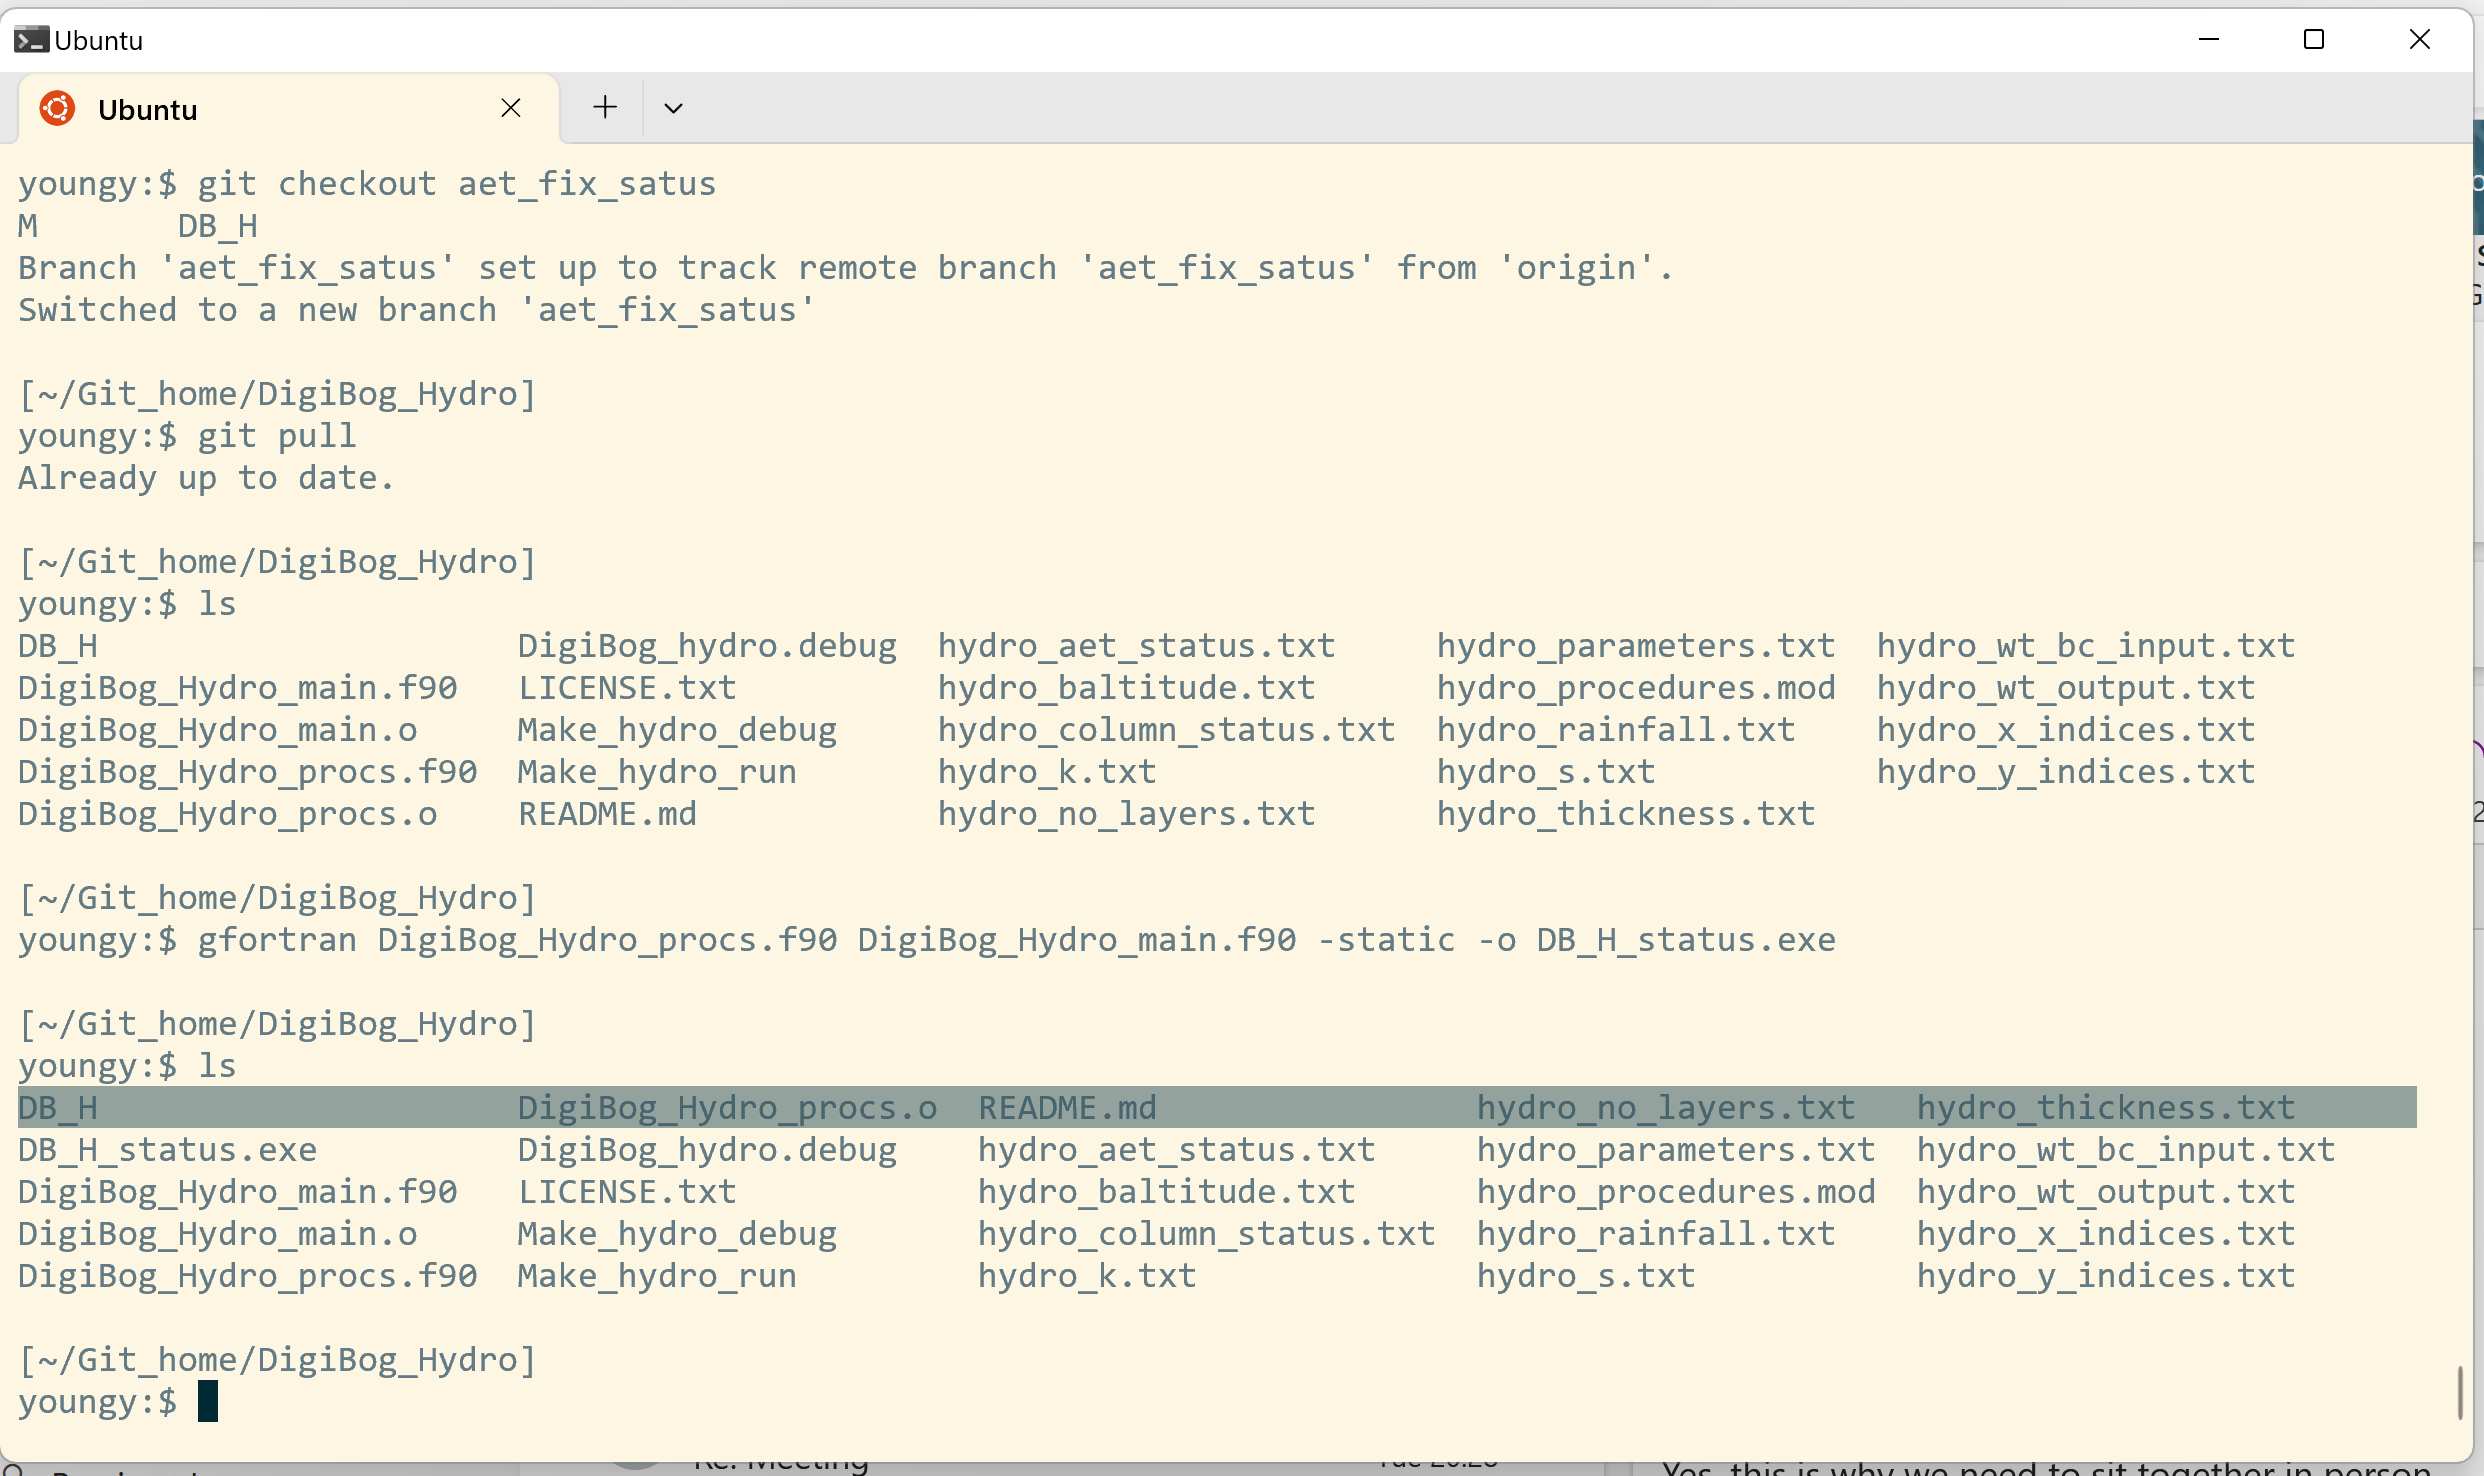 Ubuntu
Ubuntu
youngy:$ git checkout aet_fix_satus
M       DB_H
Branch 'aet_fix_satus' set up to track remote branch 'aet_fix_satus' from 'origin'.
Switched to a new branch 'aet_fix_satus'
[~/Git_home/DigiBog_Hydro]
youngy:$ git pull
Already up to date.
[~/Git_home/DigiBog_Hydro]
youngy:$ ls
DB_H                     DigiBog_hydro.debug  hydro_aet_status.txt     hydro_parameters.txt  hydro_wt_bc_input.txt
DigiBog_Hydro_main.f90   LICENSE.txt          hydro_baltitude.txt      hydro_procedures.mod  hydro_wt_output.txt
DigiBog_Hydro_main.o     Make_hydro_debug     hydro_column_status.txt  hydro_rainfall.txt    hydro_x_indices.txt
DigiBog_Hydro_procs.f90  Make_hydro_run       hydro_k.txt              hydro_s.txt           hydro_y_indices.txt
DigiBog_Hydro_procs.o    README.md            hydro_no_layers.txt      hydro_thickness.txt
[~/Git_home/DigiBog_Hydro]
youngy:$ gfortran DigiBog_Hydro_procs.f90 DigiBog_Hydro_main.f90 -static -o DB_H_status.exe
[~/Git_home/DigiBog_Hydro]
youngy:$ ls
DB_H                     DigiBog_Hydro_procs.o  README.md                hydro_no_layers.txt   hydro_thickness.txt
DB_H_status.exe          DigiBog_hydro.debug    hydro_aet_status.txt     hydro_parameters.txt  hydro_wt_bc_input.txt
DigiBog_Hydro_main.f90   LICENSE.txt            hydro_baltitude.txt      hydro_procedures.mod  hydro_wt_output.txt
DigiBog_Hydro_main.o     Make_hydro_debug       hydro_column_status.txt  hydro_rainfall.txt    hydro_x_indices.txt
DigiBog_Hydro_procs.f90  Make_hydro_run         hydro_k.txt              hydro_s.txt           hydro_y_indices.txt
[~/Git_home/DigiBog_Hydro]
youngy:$
Re: Meeting
Yes, this is why we need to sit together in person